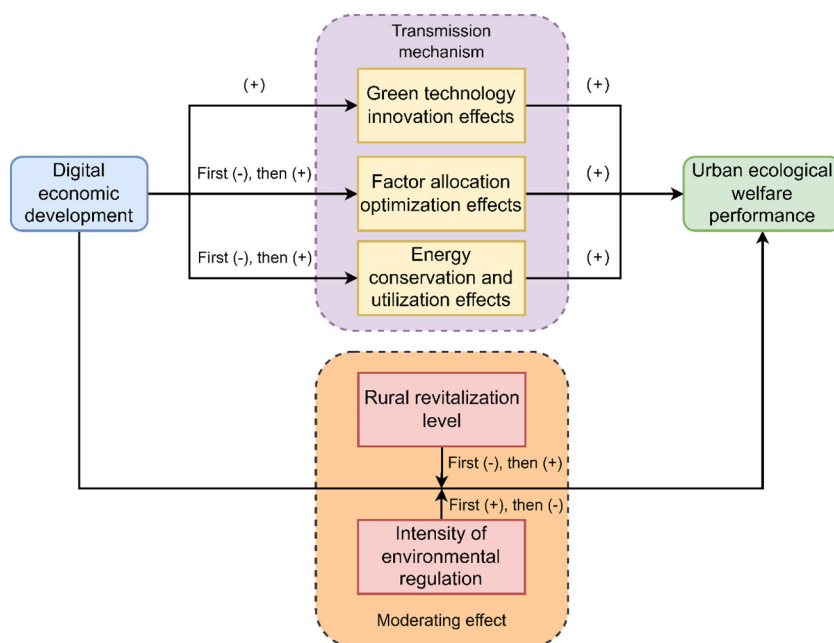 Transmission
mechanism
(+)
Green technology
innovation effects
(+)
Digital
economic
development
First (-), then (+)
Factor allocation
optimization effects
(+)
Urban ecological
welfare
performance
First (-), then (+)
Energy
conservation and
utilization effects
(+)
Rural revitalization
level
First (-), then (+)
First (+), then (-)
Intensity of
environmental
regulation
Moderating effect